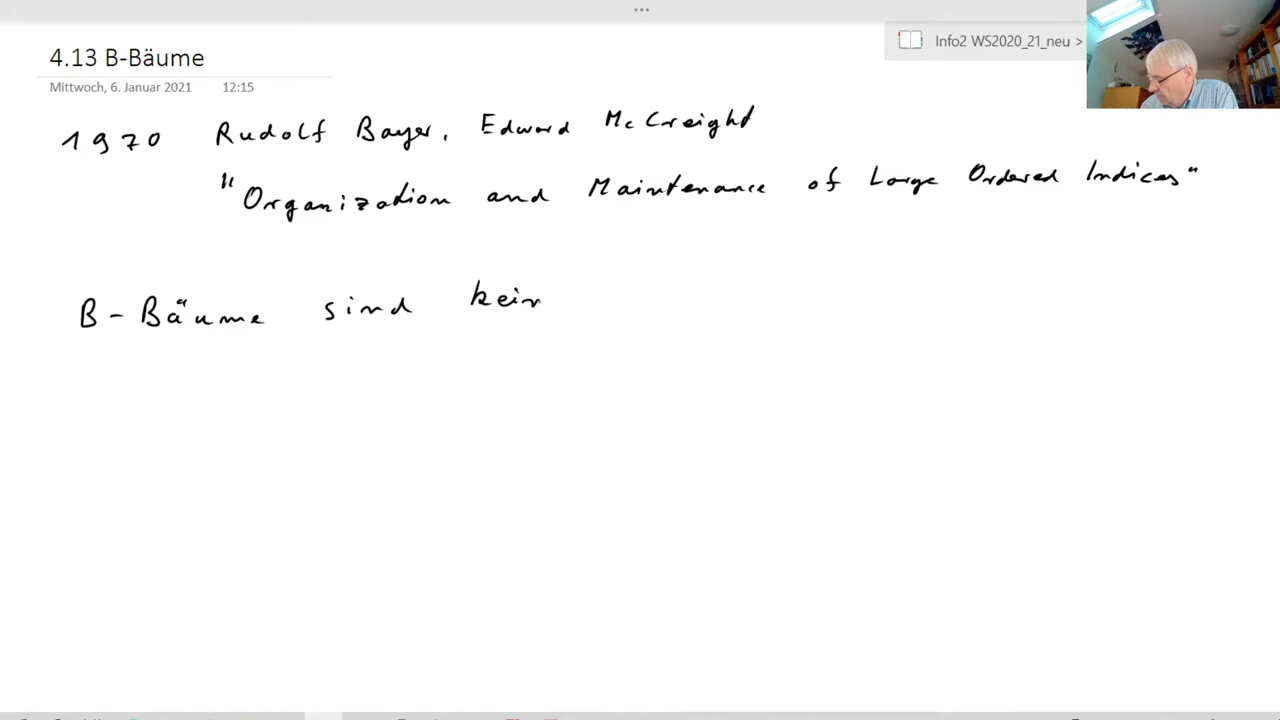 Info2 WS2020_21_neu >
4.13 B-Bäume
Mittwoch, 6. Januar 2021 12:15
1970 Rudolf Bayer, Edward McCreight
"Organization and Maintenance of Large Ordered Indices"
B-Bäume sind kein